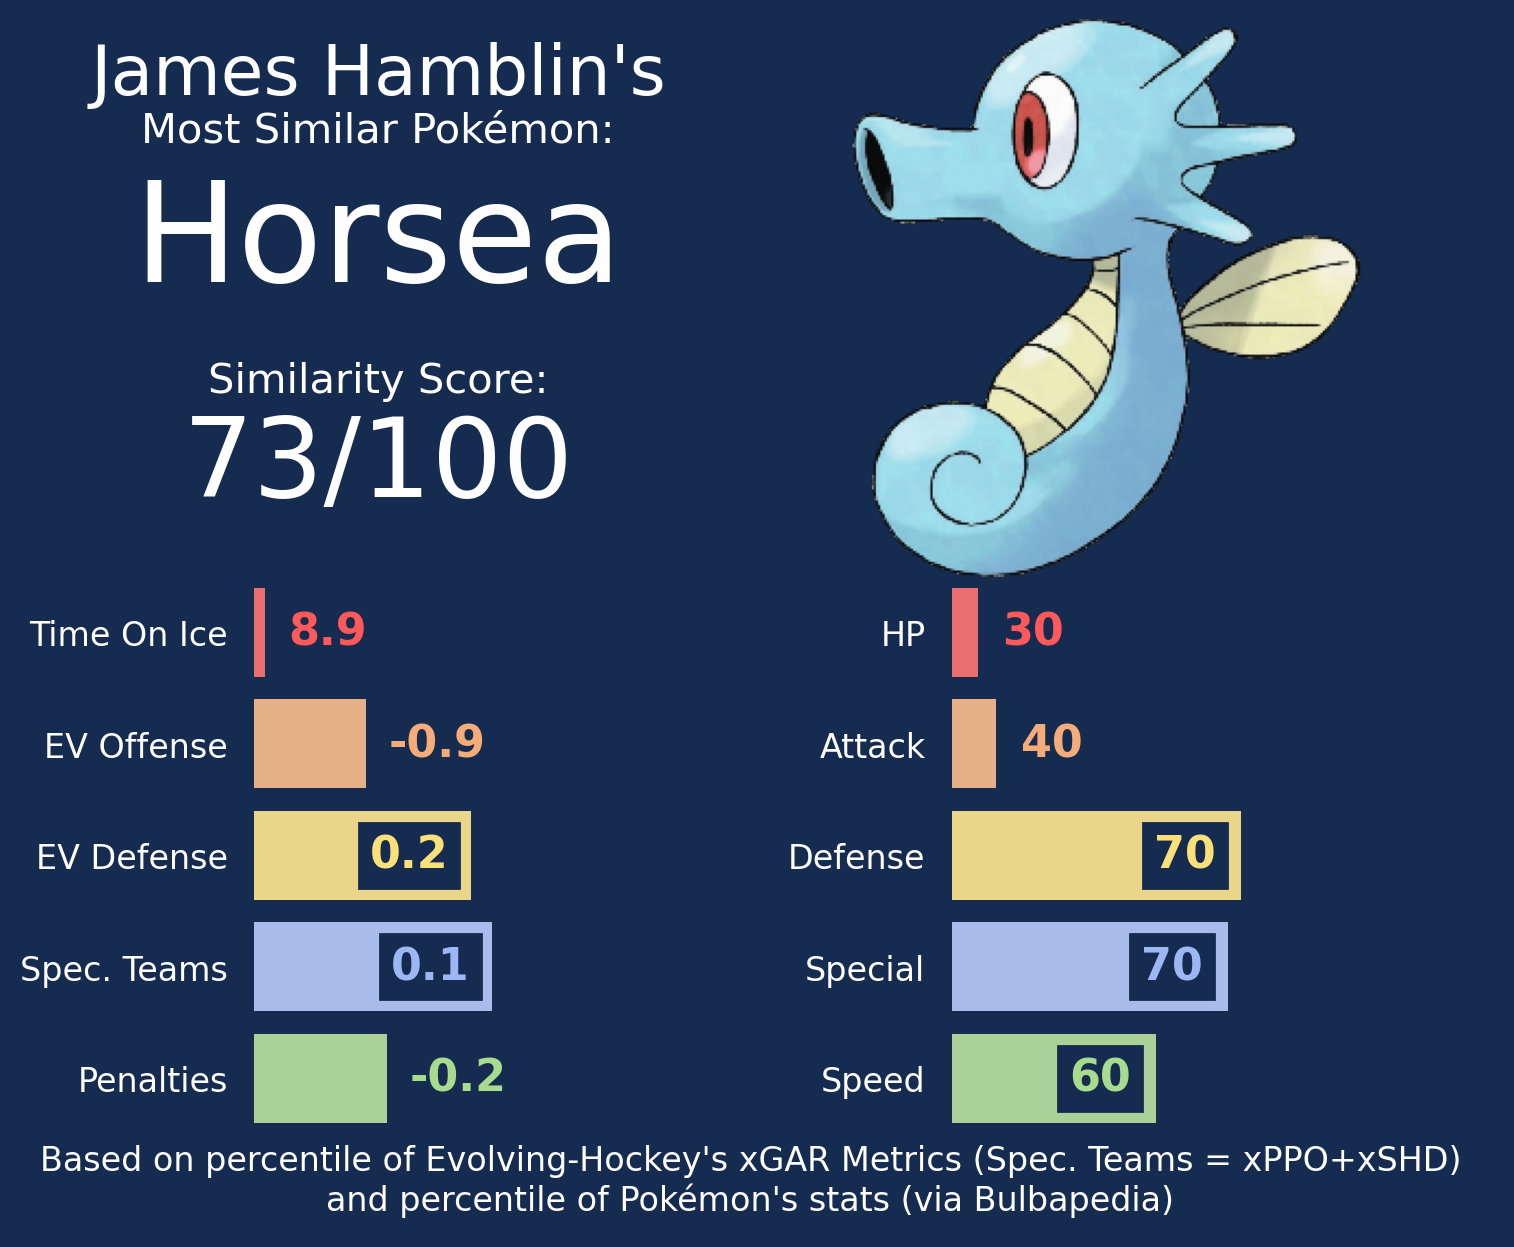 James Hamblin's
Most Similar Pokémon:
Horsea
Similarity Score:
73/100
Time On Ice 8.9
EV Offense -0.9
EV Defense 0.2
Spec. Teams 0.1
Penalties -0.2
HP 30
Attack 40
Defense 70
Special 70
Speed 60
Based on percentile of Evolving-Hockey's xGAR Metrics (Spec. Teams = xPPO+xSHD)
and percentile of Pokémon's stats (via Bulbapedia)